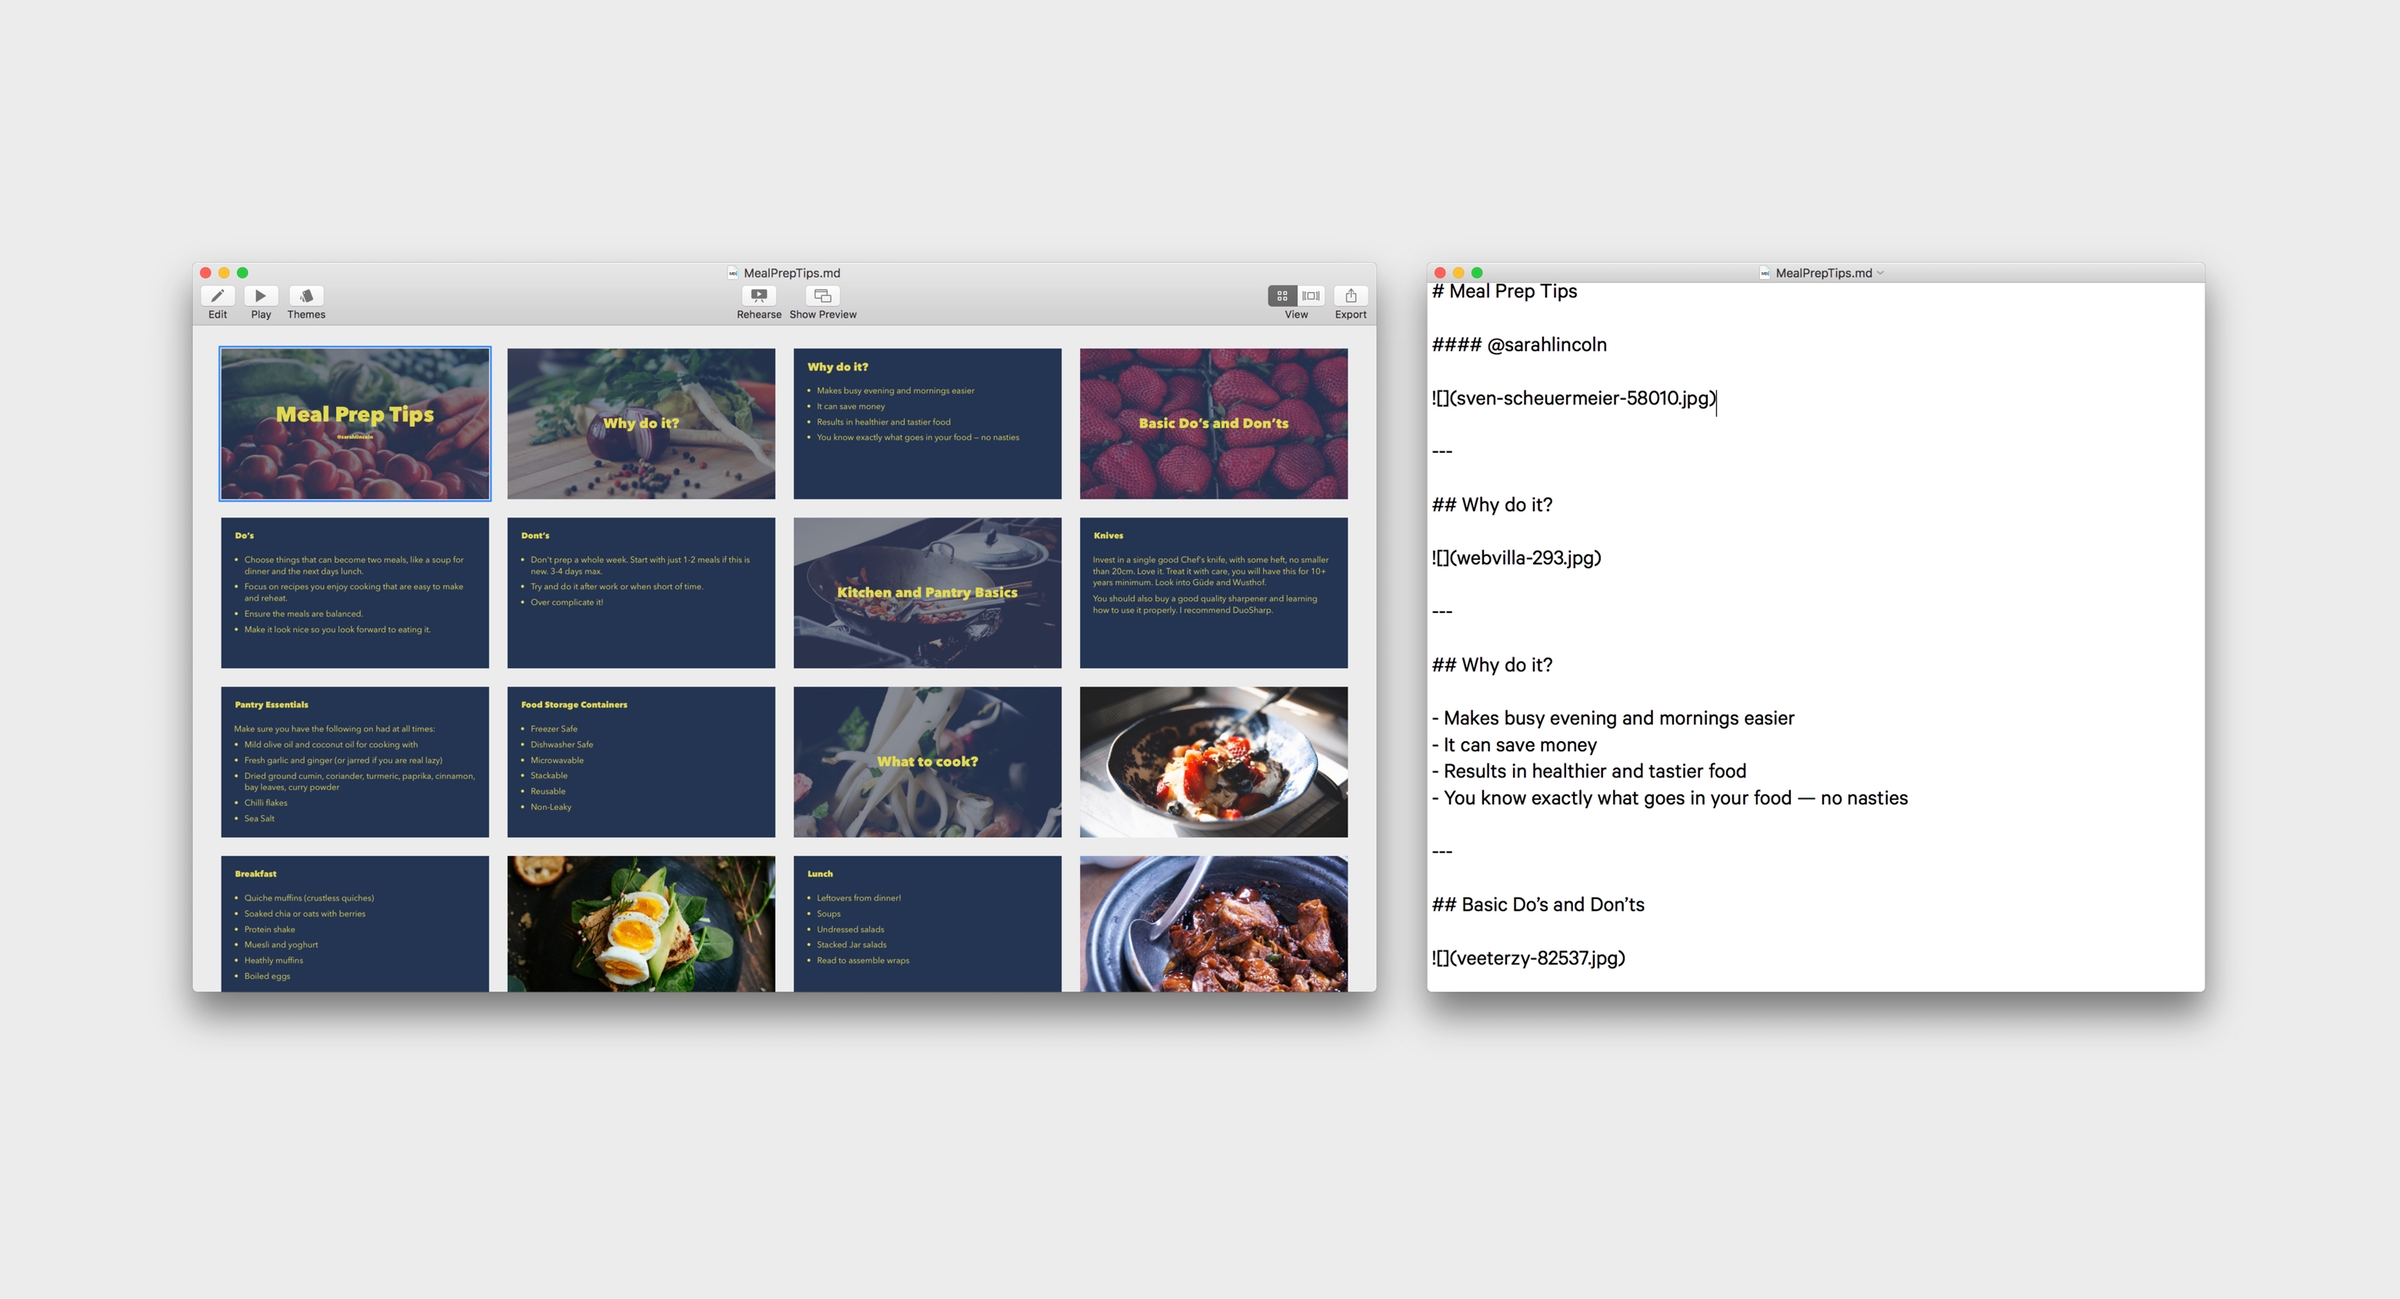 MealPrepTips.md
Edit
Play
Themes
Rehearse
Show Preview
View
Export
Meal Prep Tips
@sarahlincoln
Why do it?
Why do it?
• Makes busy evening and mornings easier
• It can save money
• Results in healthier and tastier food
• You know exactly what goes in your food – no nasties
Basic Do's and Don'ts
Do's
• Choose things that can become two meals, like a soup for
dinner and the next days lunch.
• Focus on recipes you enjoy cooking that are easy to make
and reheat.
• Ensure the meals are balanced.
• Make it look nice so you look forward to eating it.
Dont's
• Don't prep a whole week. Start with just 1-2 meals if this is
new. 3-4 days max.
• Try and do it after work or when short of time.
• Over complicate it!
Kitchen and Pantry Basics
Knives
Invest in a single good Chef's knife, with some heft, no smaller
than 20cm. Love it. Treat it with care, you will have this for 10+
years minimum. Look into Güde and Wusthof.
You should also buy a good quality sharpener and learning
how to use it properly. I recommend DuoSharp.
Pantry Essentials
Make sure you have the following on had at all times:
• Mild olive oil and coconut oil for cooking with
• Fresh garlic and ginger (or jarred if you are real lazy)
• Dried ground cumin, coriander, turmeric, paprika, cinnamon,
bay leaves, curry powder
• Chilli flakes
• Sea Salt
Food Storage Containers
• Freezer Safe
• Dishwasher Safe
• Microwavable
• Stackable
• Reusable
• Non-Leaky
What to cook?
Breakfast
• Quiche muffins (crustless quiches)
• Soaked chia or oats with berries
• Protein shake
• Muesli and yoghurt
• Heathly muffins
• Boiled eggs
Lunch
• Leftovers from dinner!
• Soups
• Undressed salads
• Stacked Jar salads
• Read to assemble wraps
MealPrepTips.md
# Meal Prep Tips
#### @sarahlincoln
![](sven-scheuermeier-58010.jpg)
---
## Why do it?
![](webvilla-293.jpg)
---
## Why do it?
- Makes busy evening and mornings easier
- It can save money
- Results in healthier and tastier food
- You know exactly what goes in your food — no nasties
---
## Basic Do's and Don'ts
![](veeterzy-82537.jpg)